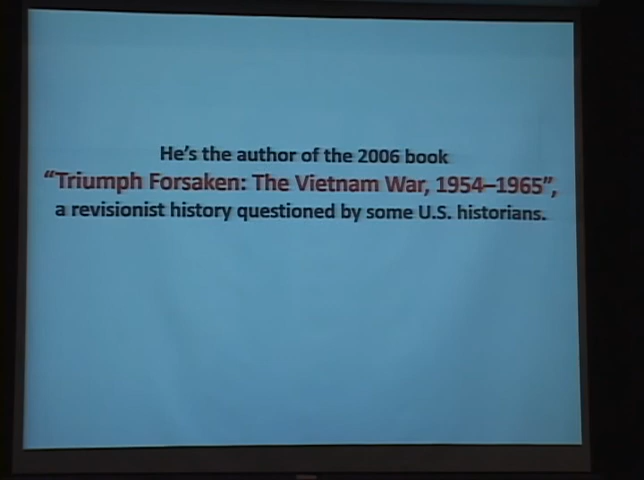 He's the author of the 2006 book
“Triumph Forsaken: The Vietnam War, 1954–1965”,
a revisionist history questioned by some U.S. historians.